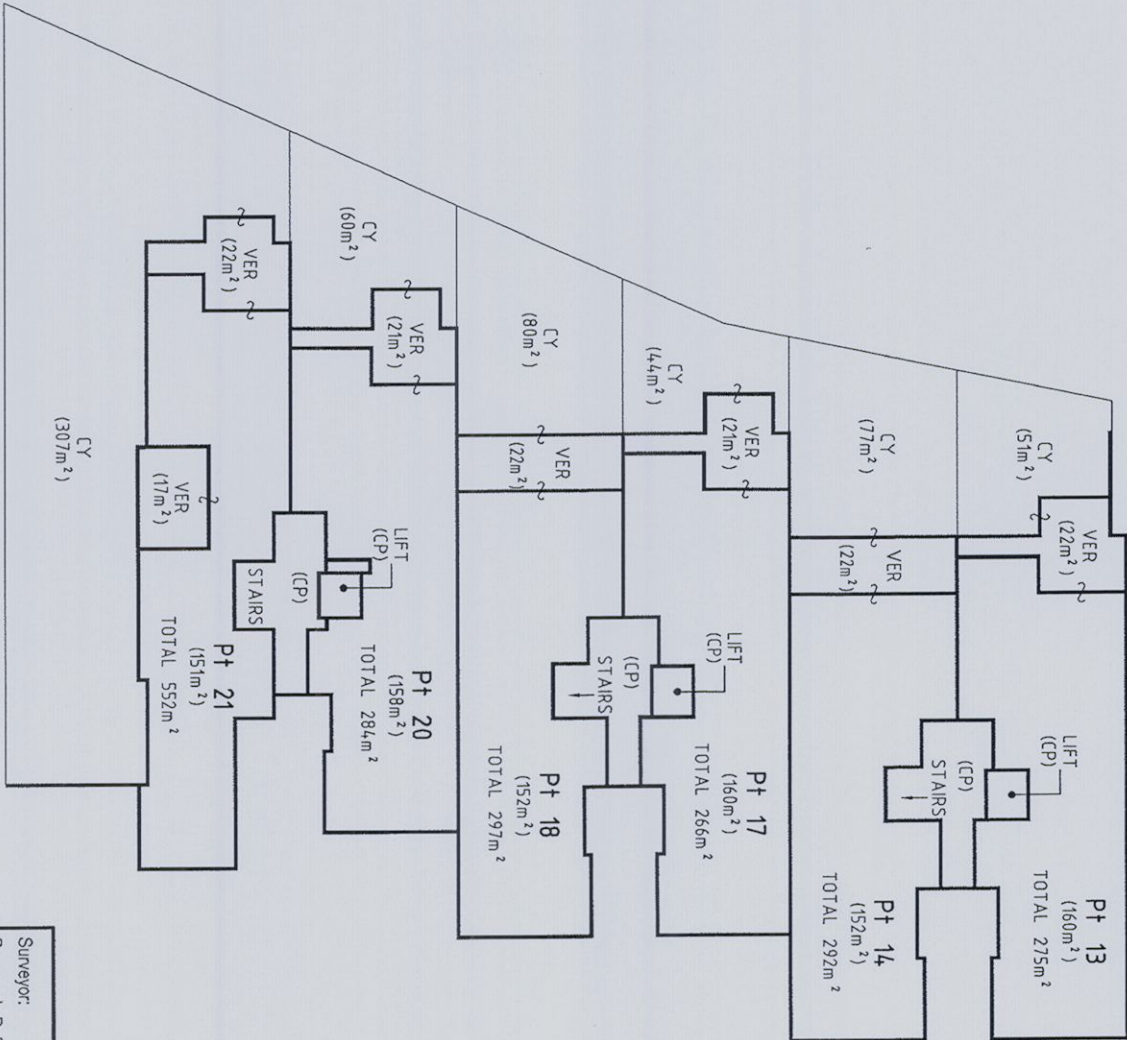 CY
(307m²)
VER
(22m²)
VER
(17m²)
STAIRS
(CP)
LIFT
(CP)
Pt 21
(151m²)
TOTAL 552m²
CY
(60m²)
VER
(21m²)
Pt 20
(158m²)
TOTAL 284m²
CY
(80m²)
VER
(22m²)
Pt 18
(152m²)
TOTAL 297m²
STAIRS
(CP)
LIFT
(CP)
CY
(44m²)
VER
(21m²)
Pt 17
(160m²)
TOTAL 266m²
CY
(77m²)
VER
(22m²)
Pt 14
(152m²)
TOTAL 292m²
STAIRS
(CP)
LIFT
(CP)
CY
(51m²)
VER
(22m²)
Pt 13
(160m²)
TOTAL 275m²
Surveyor: